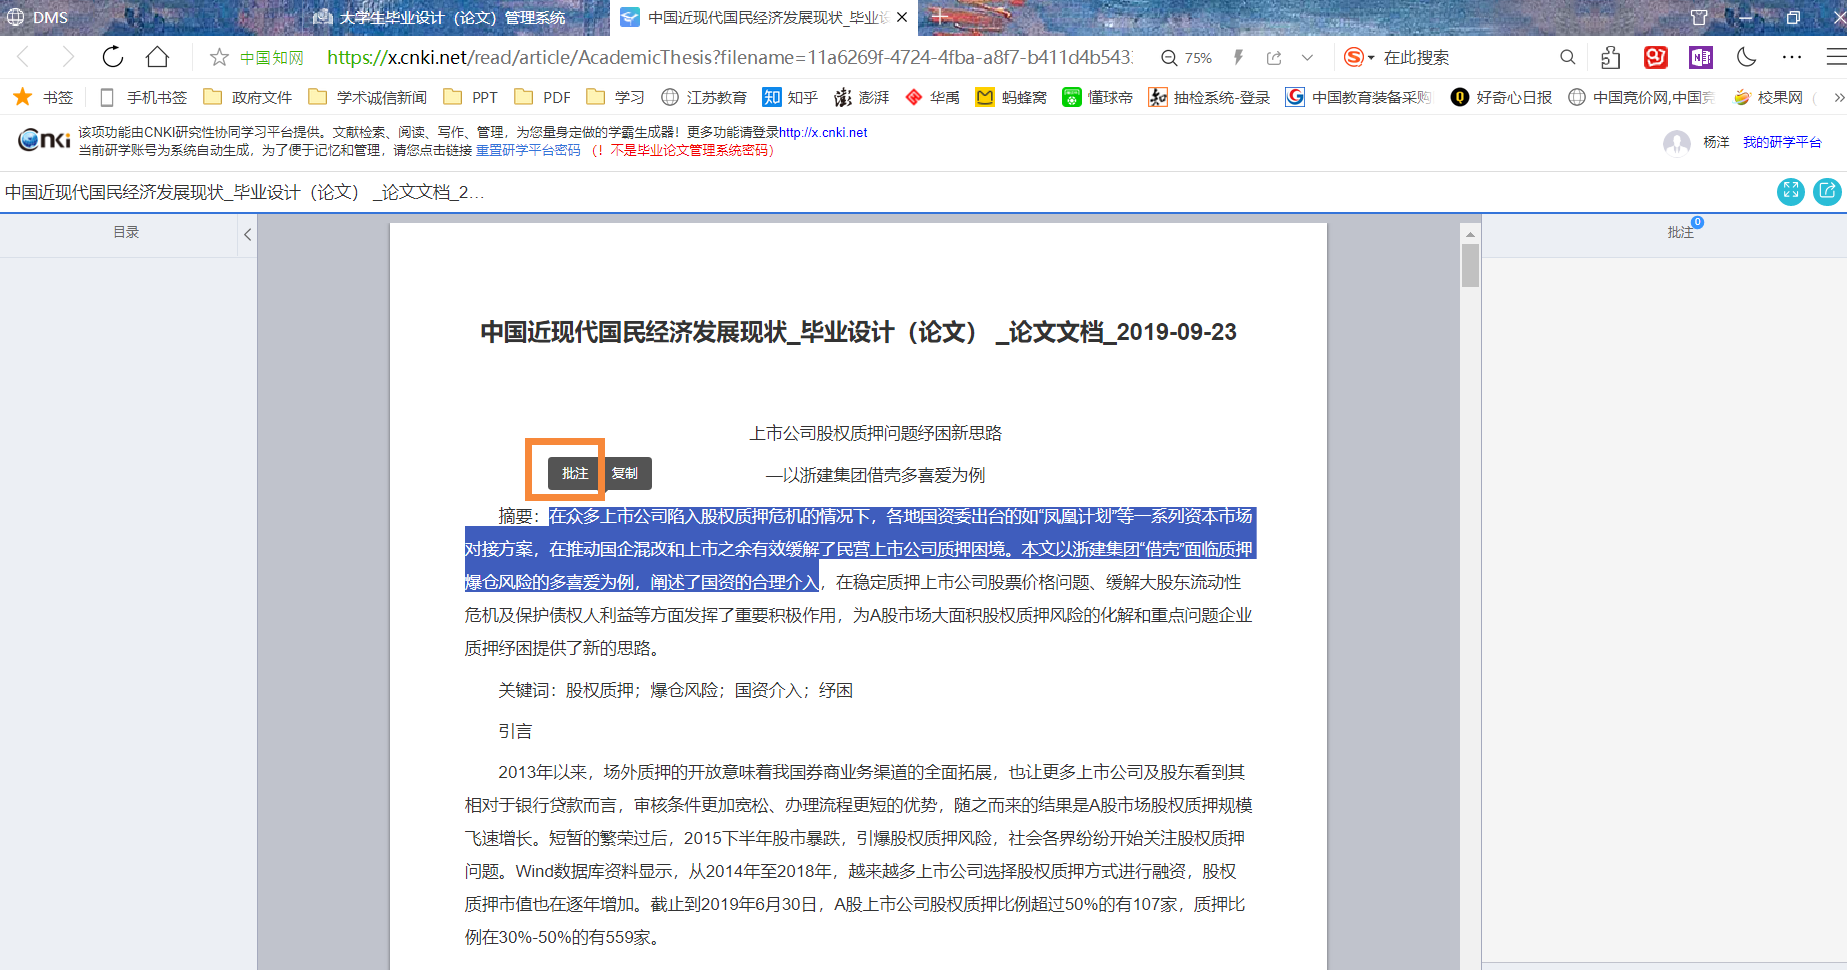 DMS
大学生毕业设计（论文）管理系统
中国近现代国民经济发展现状_毕业设
中国知网
https://x.cnki.net/read/article/AcademicThesis?filename=11a6269f-4724-4fba-a8f7-b411d4b543
75%
在此搜索
书签
手机书签
政府文件
学术诚信新闻
PPT
PDF
学习
江苏教育
知 知乎
澎湃
华禹
蚂蜂窝
懂球帝
抽检系统-登录
中国教育装备采购
好奇心日报
中国竞价网,中国竞
校果网
Cnki
该项功能由CNKI研究性协同学习平台提供。文献检索、阅读、写作、管理，为您量身定做的学霸生成器！更多功能请登录http://x.cnki.net
当前研学账号为系统自动生成，为了便于记忆和管理，请您点击链接 重置研学平台密码 （！不是毕业论文管理系统密码）
杨洋 我的研学平台
中国近现代国民经济发展现状_毕业设计（论文） _论文文档_2...
目录
批注
0
中国近现代国民经济发展现状_毕业设计（论文） _论文文档_2019-09-23
上市公司股权质押问题纾困新思路
批注 复制
—以浙建集团借壳多喜爱为例
摘要：在众多上市公司陷入股权质押危机的情况下，各地国资委出台的如“凤凰计划”等一系列资本市场
对接方案，在推动国企混改和上市之余有效缓解了民营上市公司质押困境。本文以浙建集团“借壳”面临质押
爆仓风险的多喜爱为例，阐述了国资的合理介入，在稳定质押上市公司股票价格问题、缓解大股东流动性
危机及保护债权人利益等方面发挥了重要积极作用，为A股市场大面积股权质押风险的化解和重点问题企业
质押纾困提供了新的思路。
关键词：股权质押；爆仓风险；国资介入；纾困
引言
2013年以来，场外质押的开放意味着我国券商业务渠道的全面拓展，也让更多上市公司及股东看到其
相对于银行贷款而言，审核条件更加宽松、办理流程更短的优势，随之而来的结果是A股市场股权质押规模
飞速增长。短暂的繁荣过后，2015下半年股市暴跌，引爆股权质押风险，社会各界纷纷开始关注股权质押
问题。Wind数据库资料显示，从2014年至2018年，越来越多上市公司选择股权质押方式进行融资，股权
质押市值也在逐年增加。截止到2019年6月30日，A股上市公司股权质押比例超过50%的有107家，质押比
例在30%-50%的有559家。